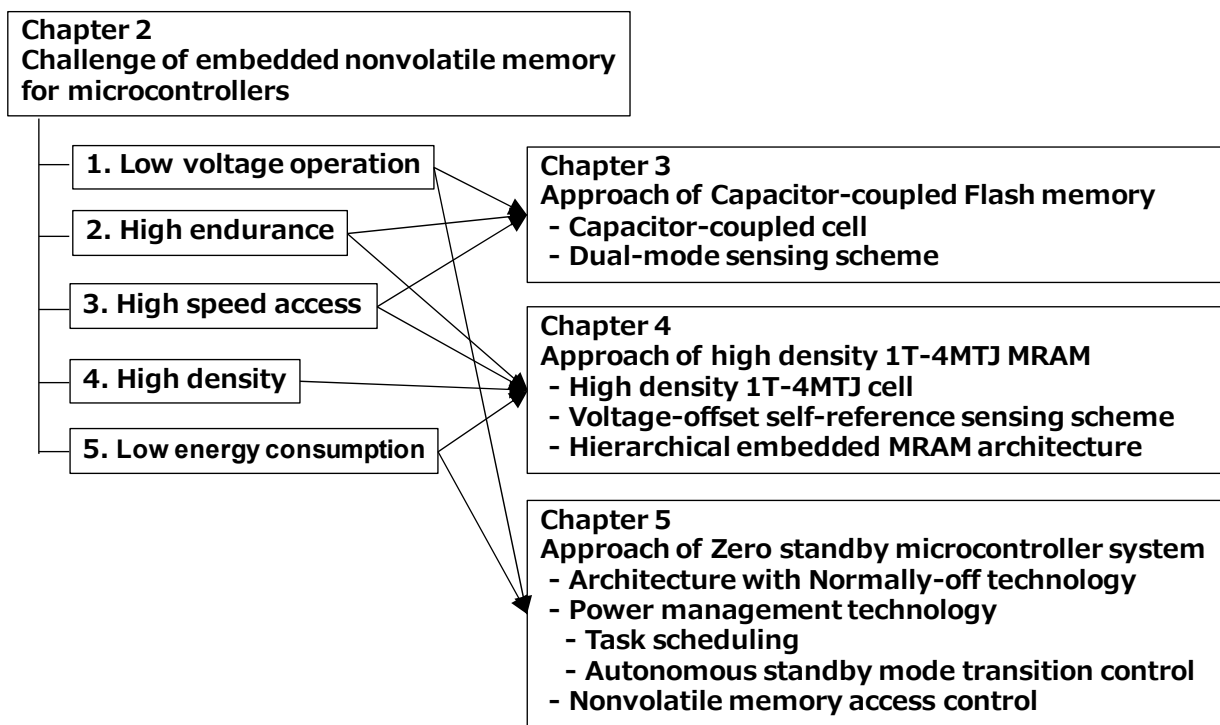 Chapter 2
Challenge of embedded nonvolatile memory
for microcontrollers
1. Low voltage operation
2. High endurance
3. High speed access
4. High density
5. Low energy consumption
Chapter 3
Approach of Capacitor-coupled Flash memory
- Capacitor-coupled cell
- Dual-mode sensing scheme
Chapter 4
Approach of high density 1T-4MTJ MRAM
- High density 1T-4MTJ cell
- Voltage-offset self-reference sensing scheme
- Hierarchical embedded MRAM architecture
Chapter 5
Approach of Zero standby microcontroller system
- Architecture with Normally-off technology
- Power management technology
- Task scheduling
- Autonomous standby mode transition control
- Nonvolatile memory access control